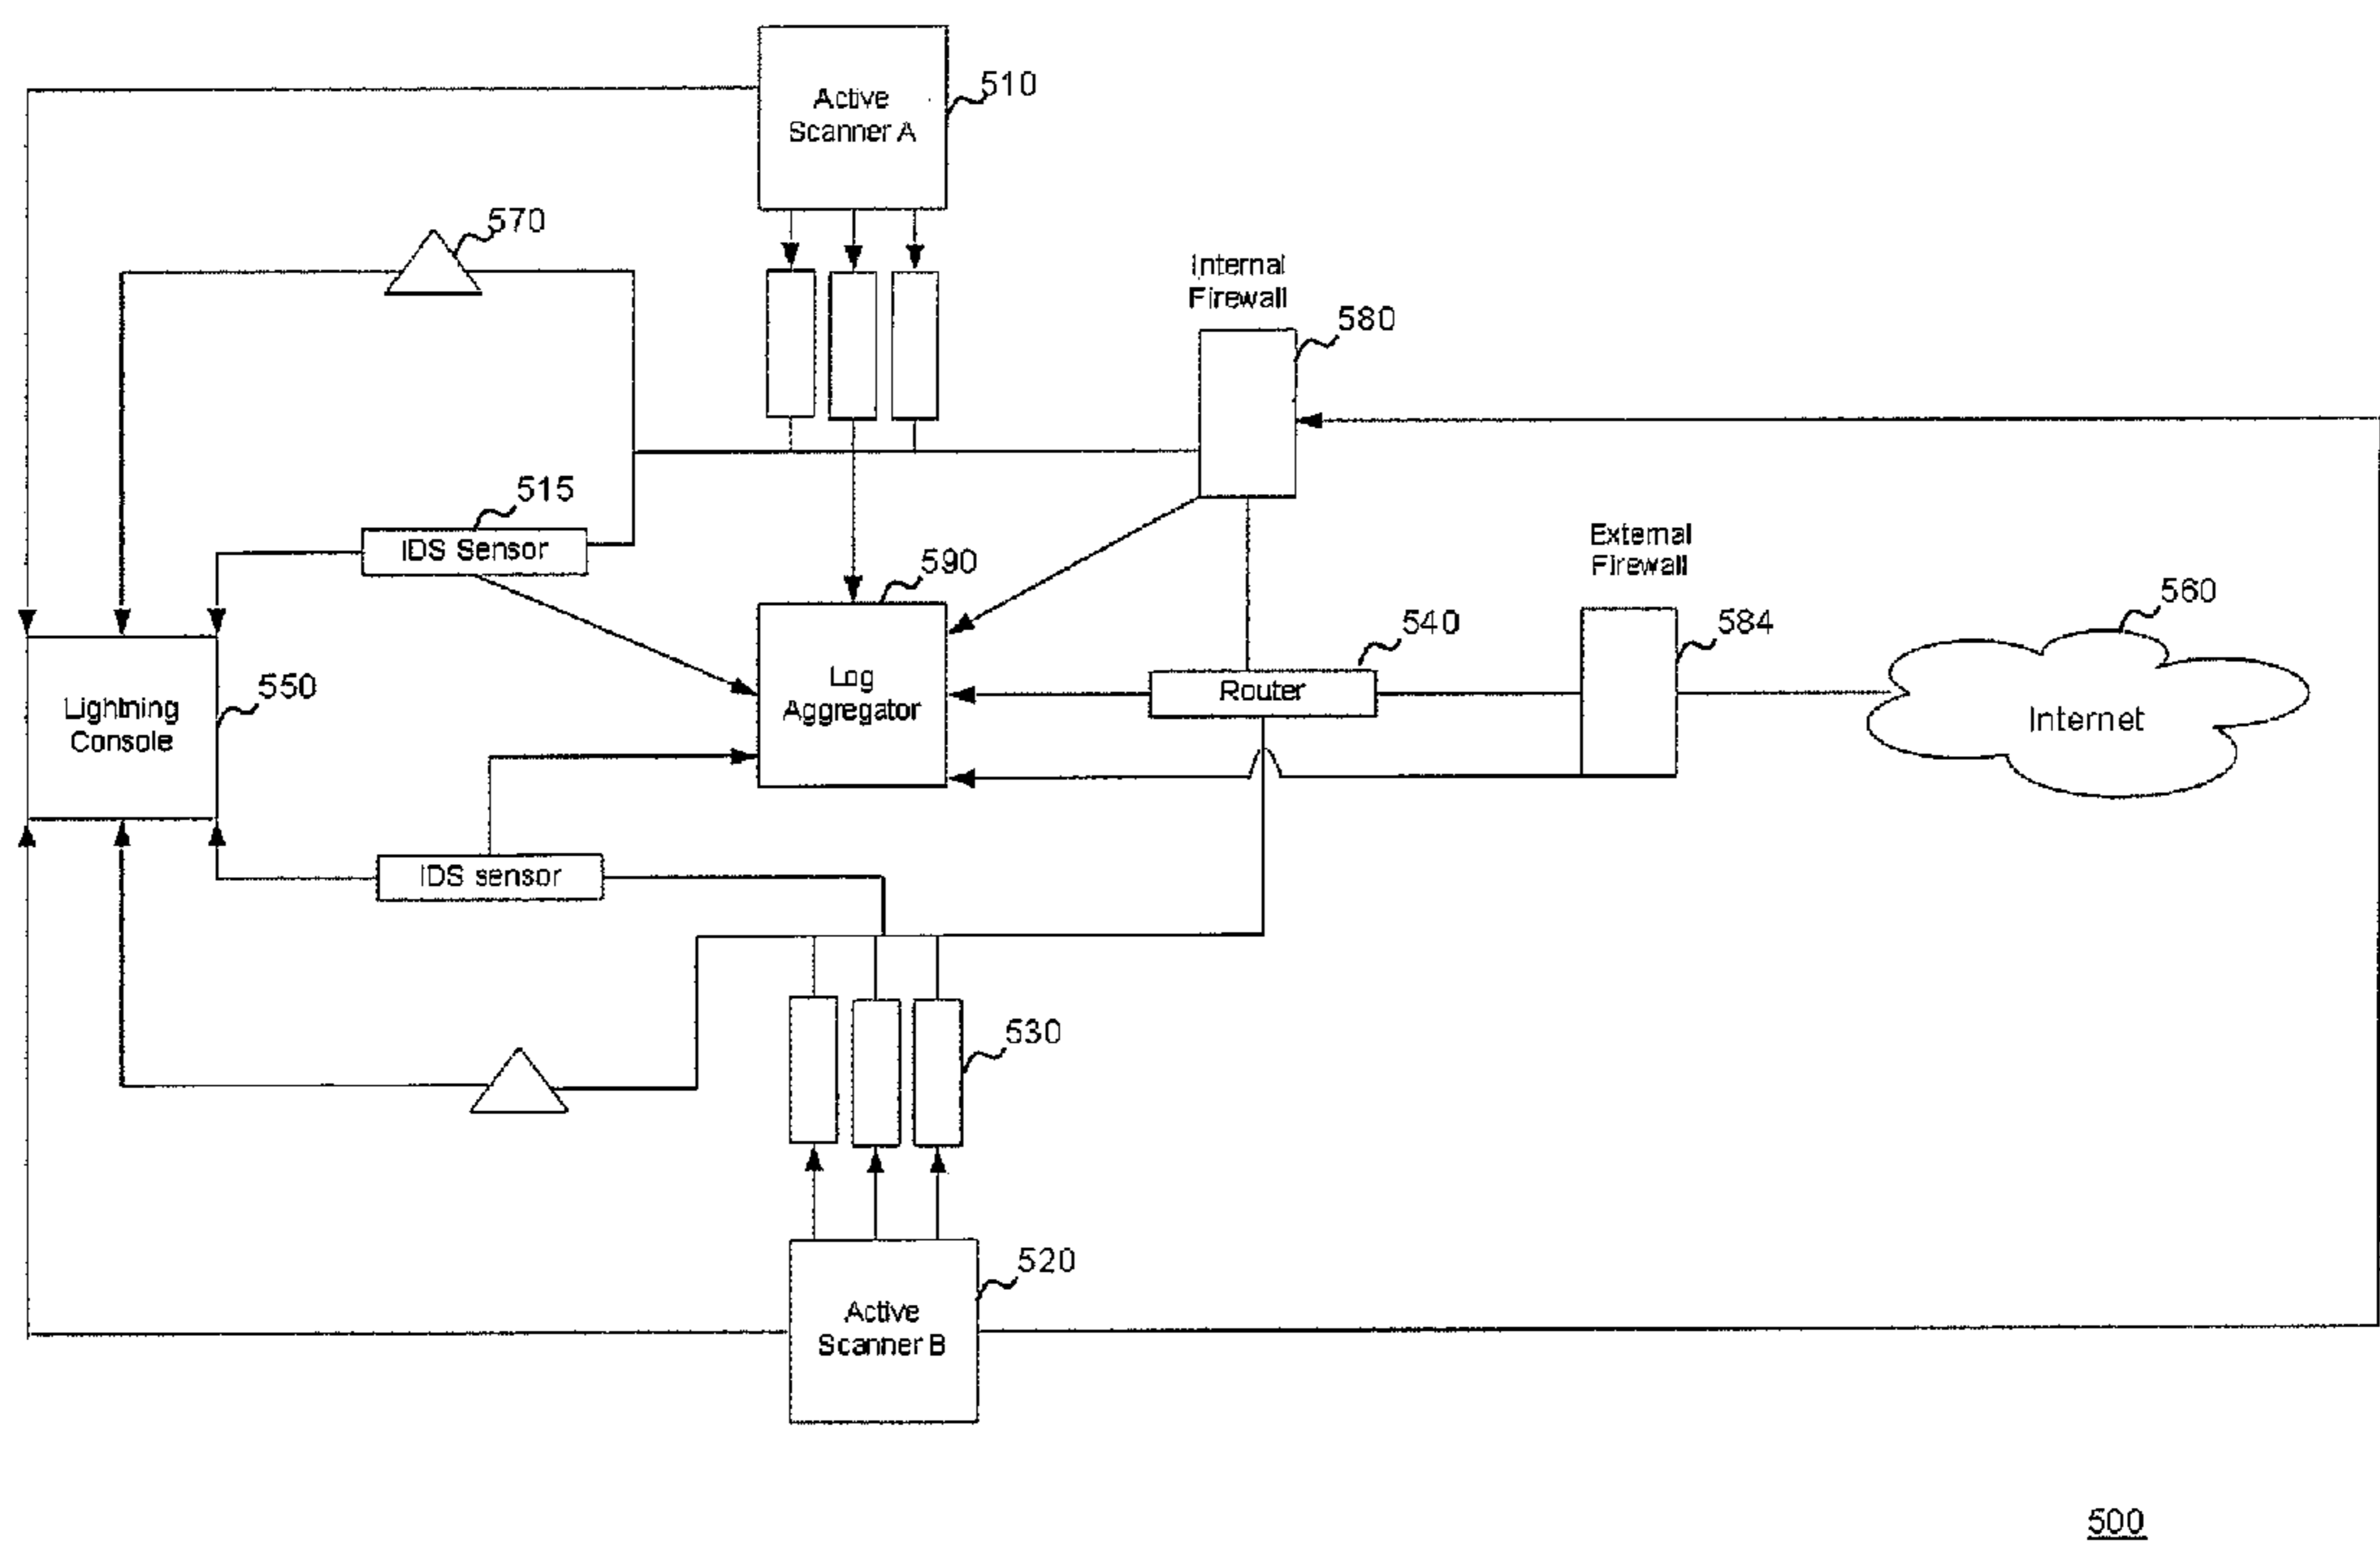 510
Active
Scanner A
570
Internal
Firewall
580
515
IDS Sensor
External
Firewall
590
560
540
584
Log
Aggregator
Router
550
Lightning
Console
Internet
IDS sensor
530
520
Active
Scanner B
500